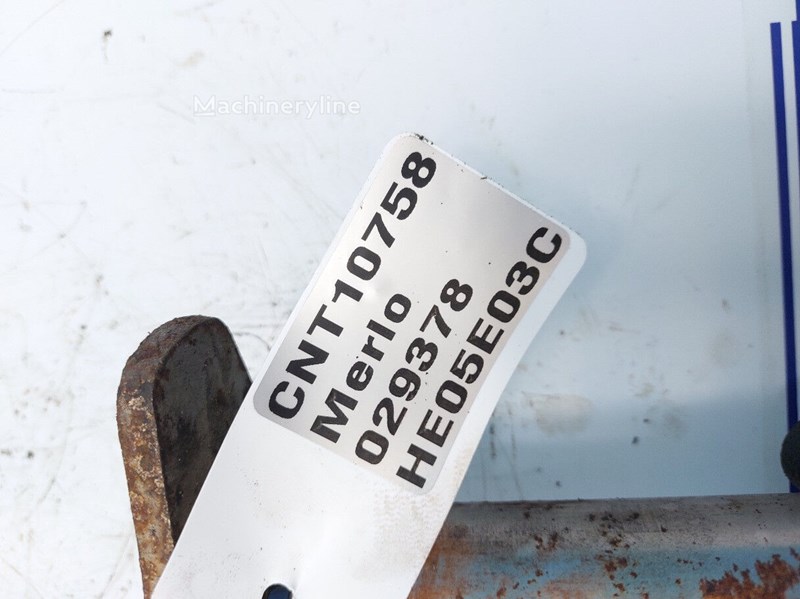 Machineryline
CNT10758
Merlo
029378
HE05E03C